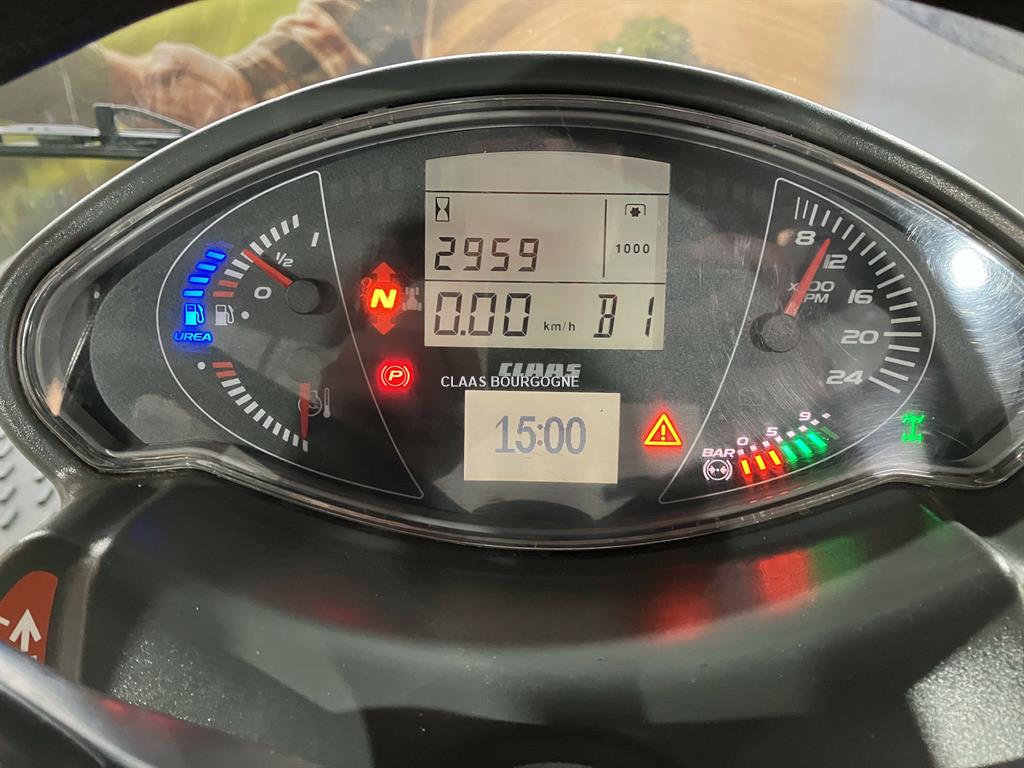 2959
1000
0.00 km/h B 1
N
P
CLAAS
CLAAS BOURGOGNE
15:00
1
1/2
0
UREA
8
12
x100
RPM
16
20
24
BAR 0 5 9